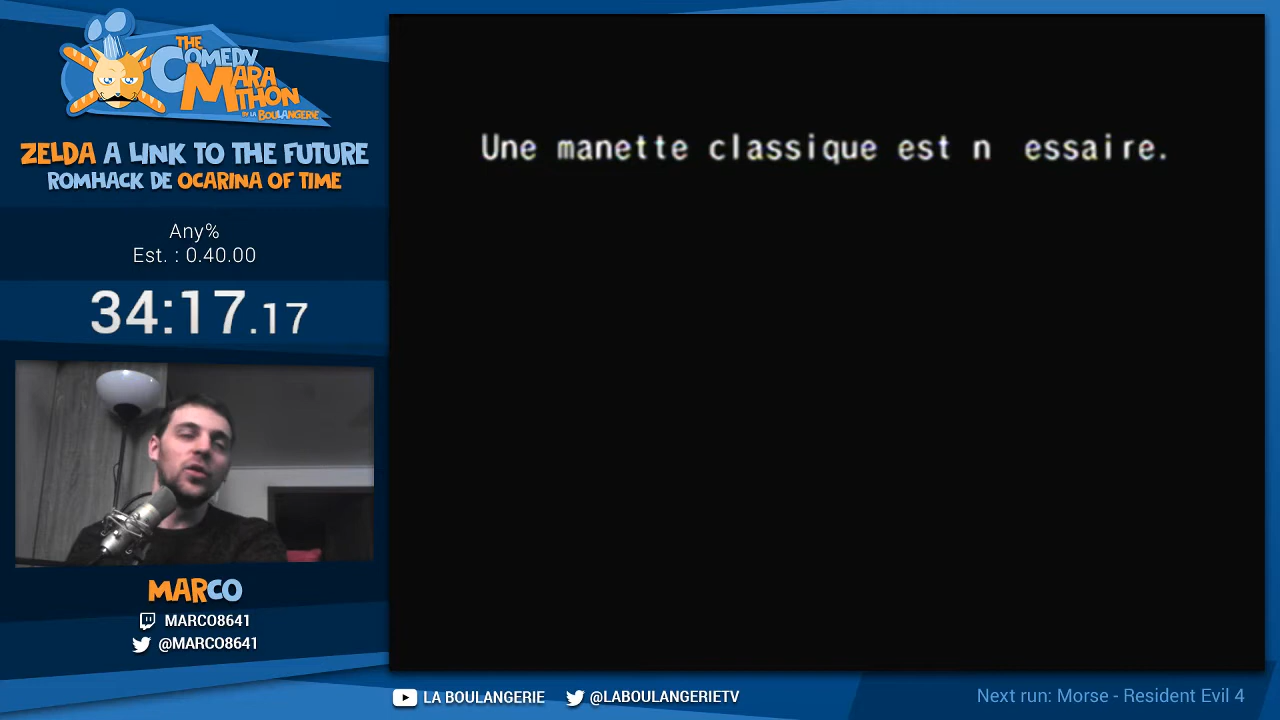 THE
COMEDY
MARA
THON
BY LA BOULANGERIE
ZELDA A LINK TO THE FUTURE
ROMHACK DE OCARINA OF TIME
Any%
Est. : 0.40.00
34:17.17
Une manette classique est n  essaire.
MARCO
MARCO8641
@MARCO8641
LA BOULANGERIE
@LABOULANGERIETV
Next run: Morse - Resident Evil 4